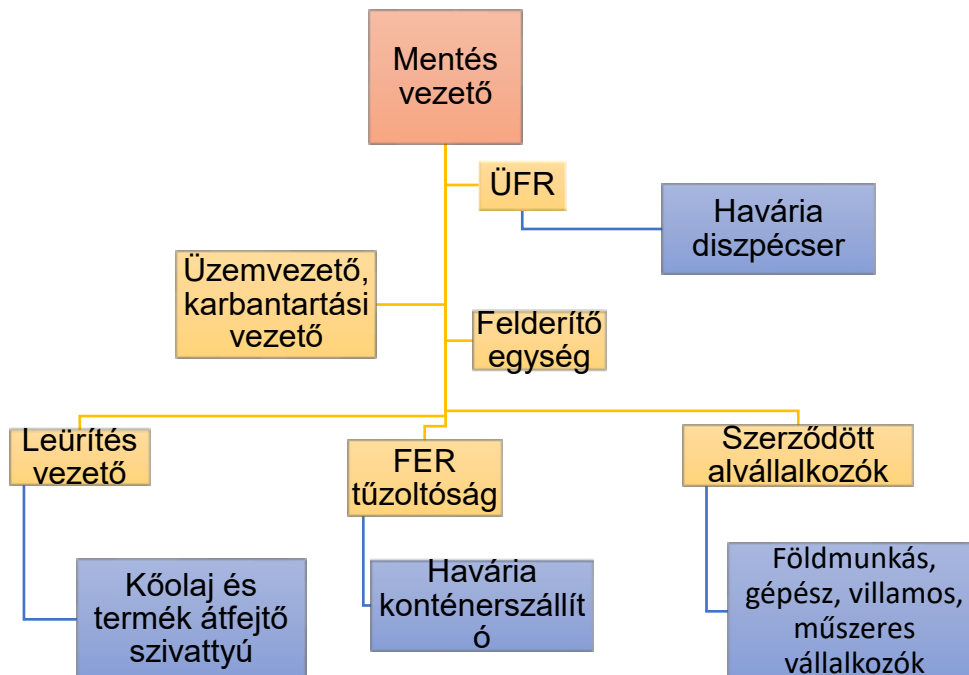 Mentés
vezető
ÜFR
Havária
diszpécser
Üzemvezető,
karbantartási
vezető
Felderítő
egység
Leürítés
vezető
FER
tűzoltóság
Szerződött
alvállalkozók
Kőolaj és
termék átfejtő
szivattyú
Havária
konténerszállít
ó
Földmunkás,
gépész, villamos,
műszeres
vállalkozók